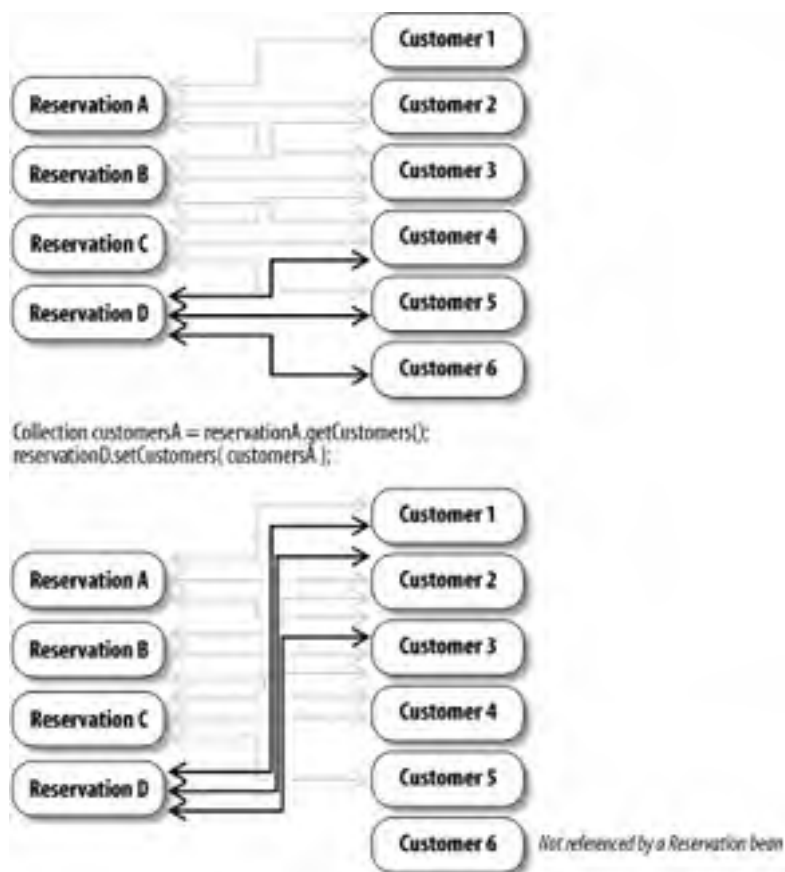 Customer 1
Reservation A
Customer 2
Reservation B
Customer 3
Reservation C
Customer 4
Reservation D
Customer 5
Customer 6
Collection customersA = reservationA.getCustomers();
reservationD.setCustomers( customersA );
Customer 1
Reservation A
Customer 2
Reservation B
Customer 3
Reservation C
Customer 4
Reservation D
Customer 5
Customer 6 Not referenced by a Reservation bean